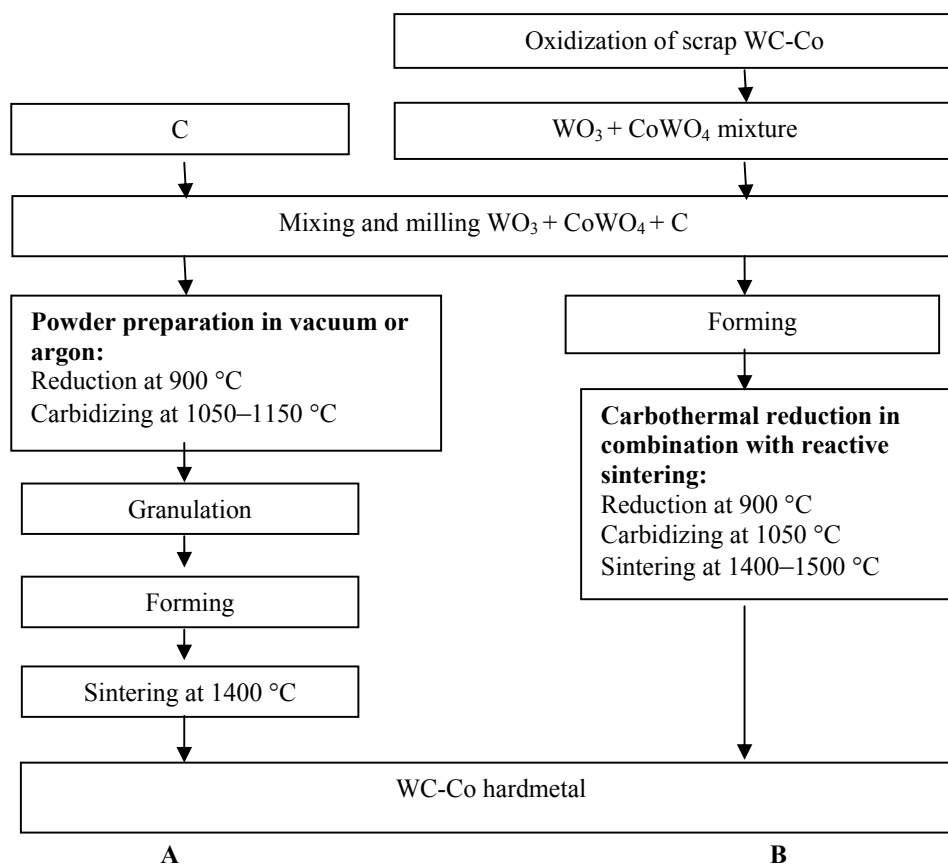 Oxidization of scrap WC-Co
C
WO₃ + CoWO₄ mixture
Mixing and milling WO₃ + CoWO₄ + C
Powder preparation in vacuum or
argon:
Reduction at 900 °C
Carbidizing at 1050–1150 °C
Granulation
Forming
Sintering at 1400 °C
Forming
Carbothermal reduction in
combination with reactive
sintering:
Reduction at 900 °C
Carbidizing at 1050 °C
Sintering at 1400–1500 °C
WC-Co hardmetal
A
B